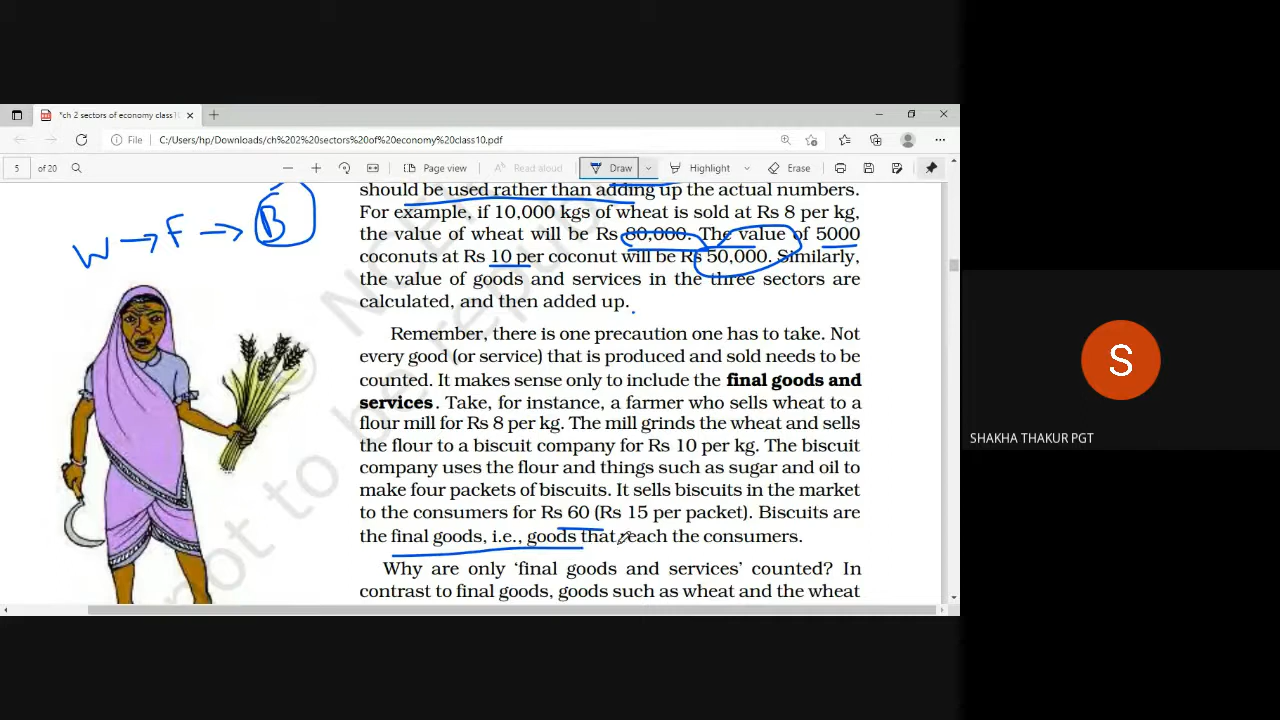 *ch 2 sectors of economy class10
File
C:/Users/hp/Downloads/ch%202%20sectors%20of%20economy%20class10.pdf
5 of 20
Page view
Read aloud
Draw
Highlight
Erase
should be used rather than adding up the actual numbers.
For example, if 10,000 kgs of wheat is sold at Rs 8 per kg,
the value of wheat will be Rs 80,000. The value of 5000
coconuts at Rs 10 per coconut will be Rs 50,000. Similarly,
the value of goods and services in the three sectors are
calculated, and then added up.
W → F → B
Remember, there is one precaution one has to take. Not
every good (or service) that is produced and sold needs to be
counted. It makes sense only to include the final goods and
services. Take, for instance, a farmer who sells wheat to a
flour mill for Rs 8 per kg. The mill grinds the wheat and sells
the flour to a biscuit company for Rs 10 per kg. The biscuit
company uses the flour and things such as sugar and oil to
make four packets of biscuits. It sells biscuits in the market
to the consumers for Rs 60 (Rs 15 per packet). Biscuits are
the final goods, i.e., goods that reach the consumers.
Why are only ‘final goods and services’ counted? In
contrast to final goods, goods such as wheat and the wheat
not to be repub
S
SHAKHA THAKUR PGT